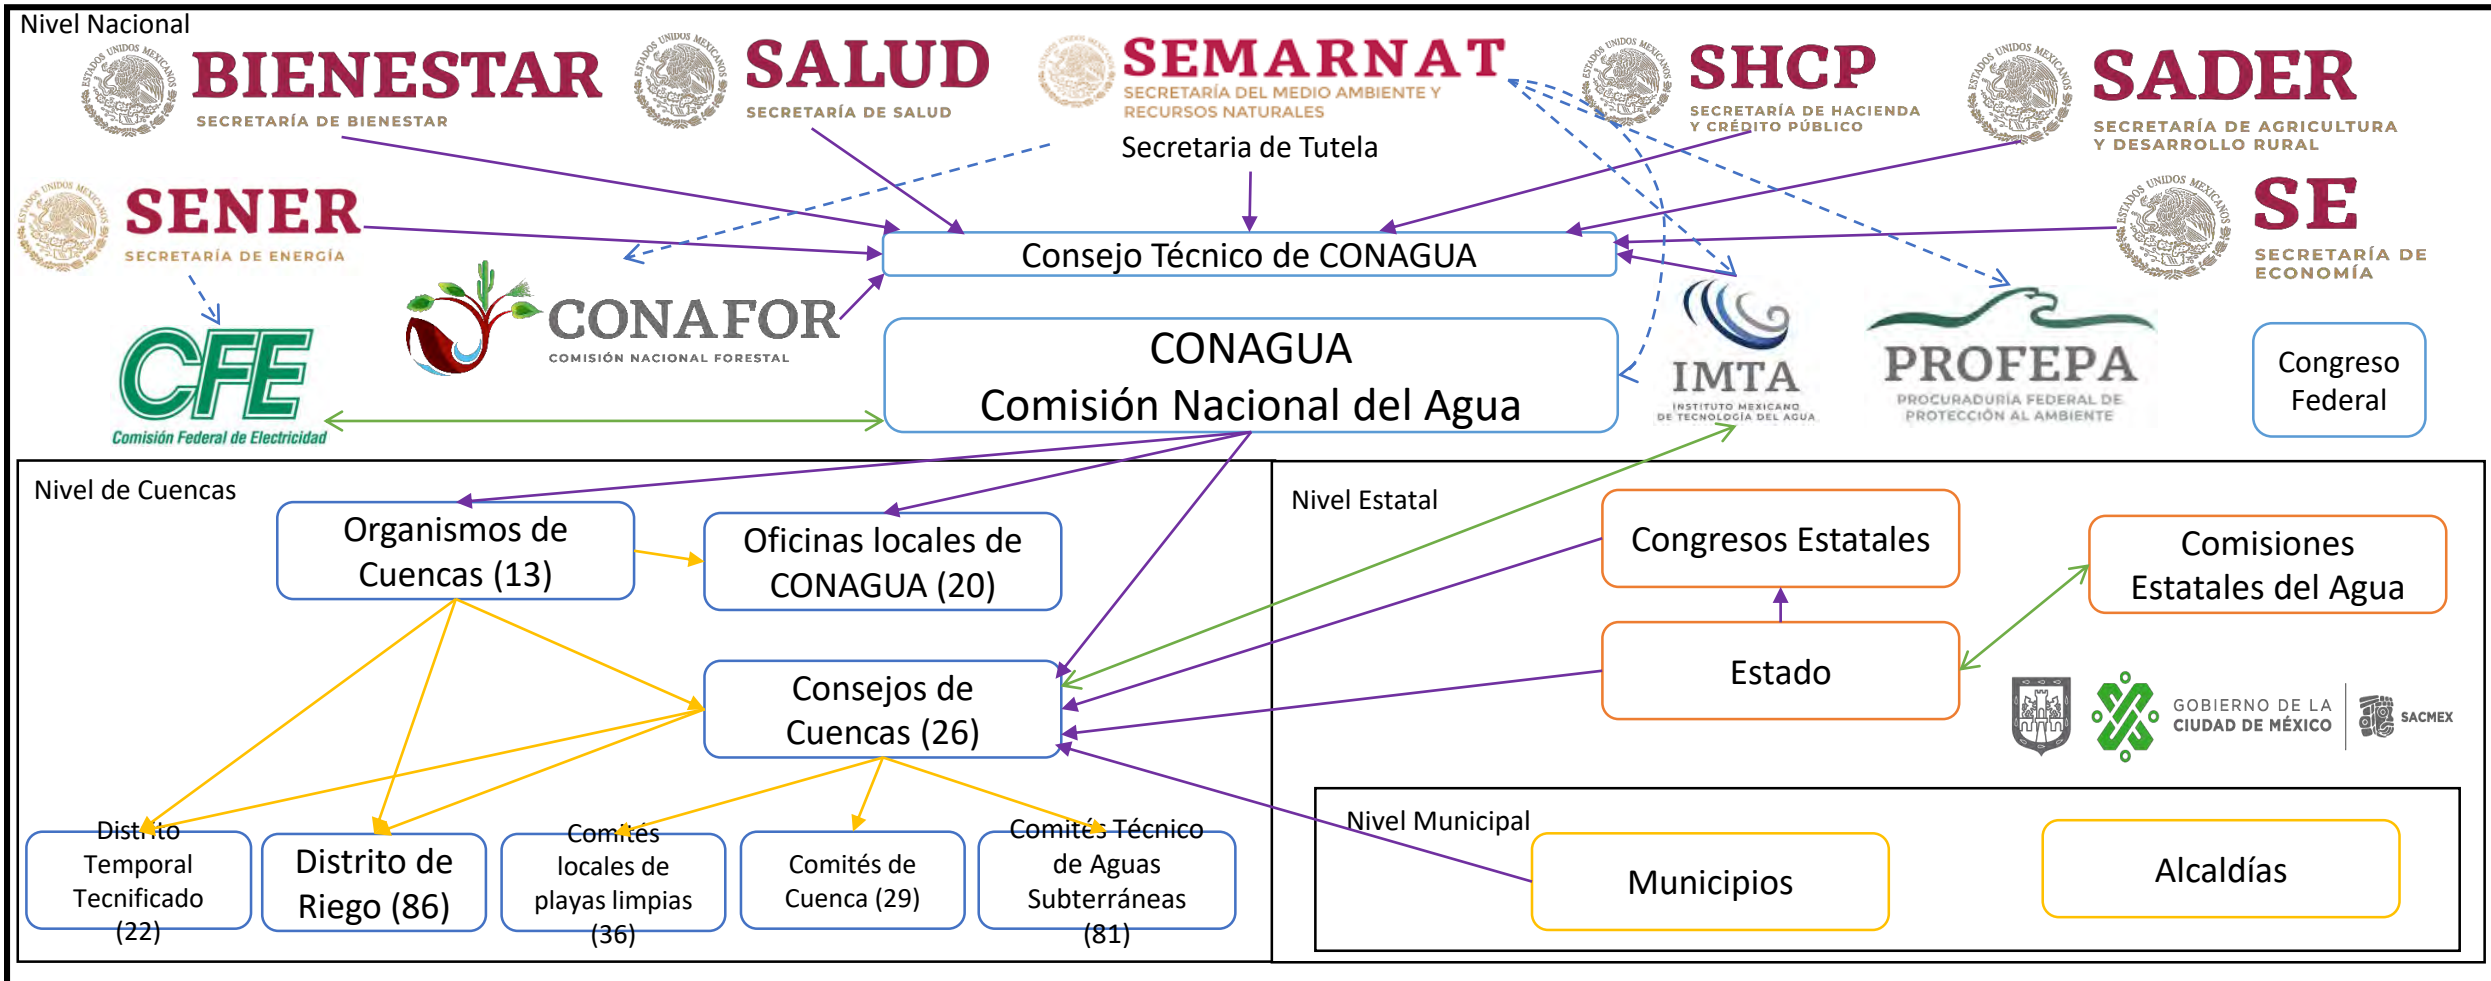 Nivel Nacional
BIENESTAR
SECRETARÍA DE BIENESTAR
SALUD
SECRETARÍA DE SALUD
SEMARNAT
SECRETARÍA DEL MEDIO AMBIENTE Y
RECURSOS NATURALES
SHCP
SECRETARÍA DE HACIENDA
Y CRÉDITO PÚBLICO
SADER
SECRETARÍA DE AGRICULTURA
Y DESARROLLO RURAL
Secretaria de Tutela
SENER
SECRETARÍA DE ENERGÍA
Consejo Técnico de CONAGUA
SE
SECRETARÍA DE
ECONOMÍA
CFE
Comisión Federal de Electricidad
CONAFOR
COMISIÓN NACIONAL FORESTAL
CONAGUA
Comisión Nacional del Agua
IMTA
INSTITUTO MEXICANO
DE TECNOLOGÍA DEL AGUA
PROFEPA
PROCURADURÍA FEDERAL DE
PROTECCIÓN AL AMBIENTE
Congreso
Federal
Nivel de Cuencas
Organismos de
Cuencas (13)
Oficinas locales de
CONAGUA (20)
Consejos de
Cuencas (26)
Distrito
Temporal
Tecnificado
(22)
Distrito de
Riego (86)
Comités
locales de
playas limpias
(36)
Comités de
Cuenca (29)
Comités Técnico
de Aguas
Subterráneas
(81)
Nivel Estatal
Congresos Estatales
Comisiones
Estatales del Agua
Estado
GOBIERNO DE LA
CIUDAD DE MÉXICO
SACMEX
Nivel Municipal
Municipios
Alcaldías